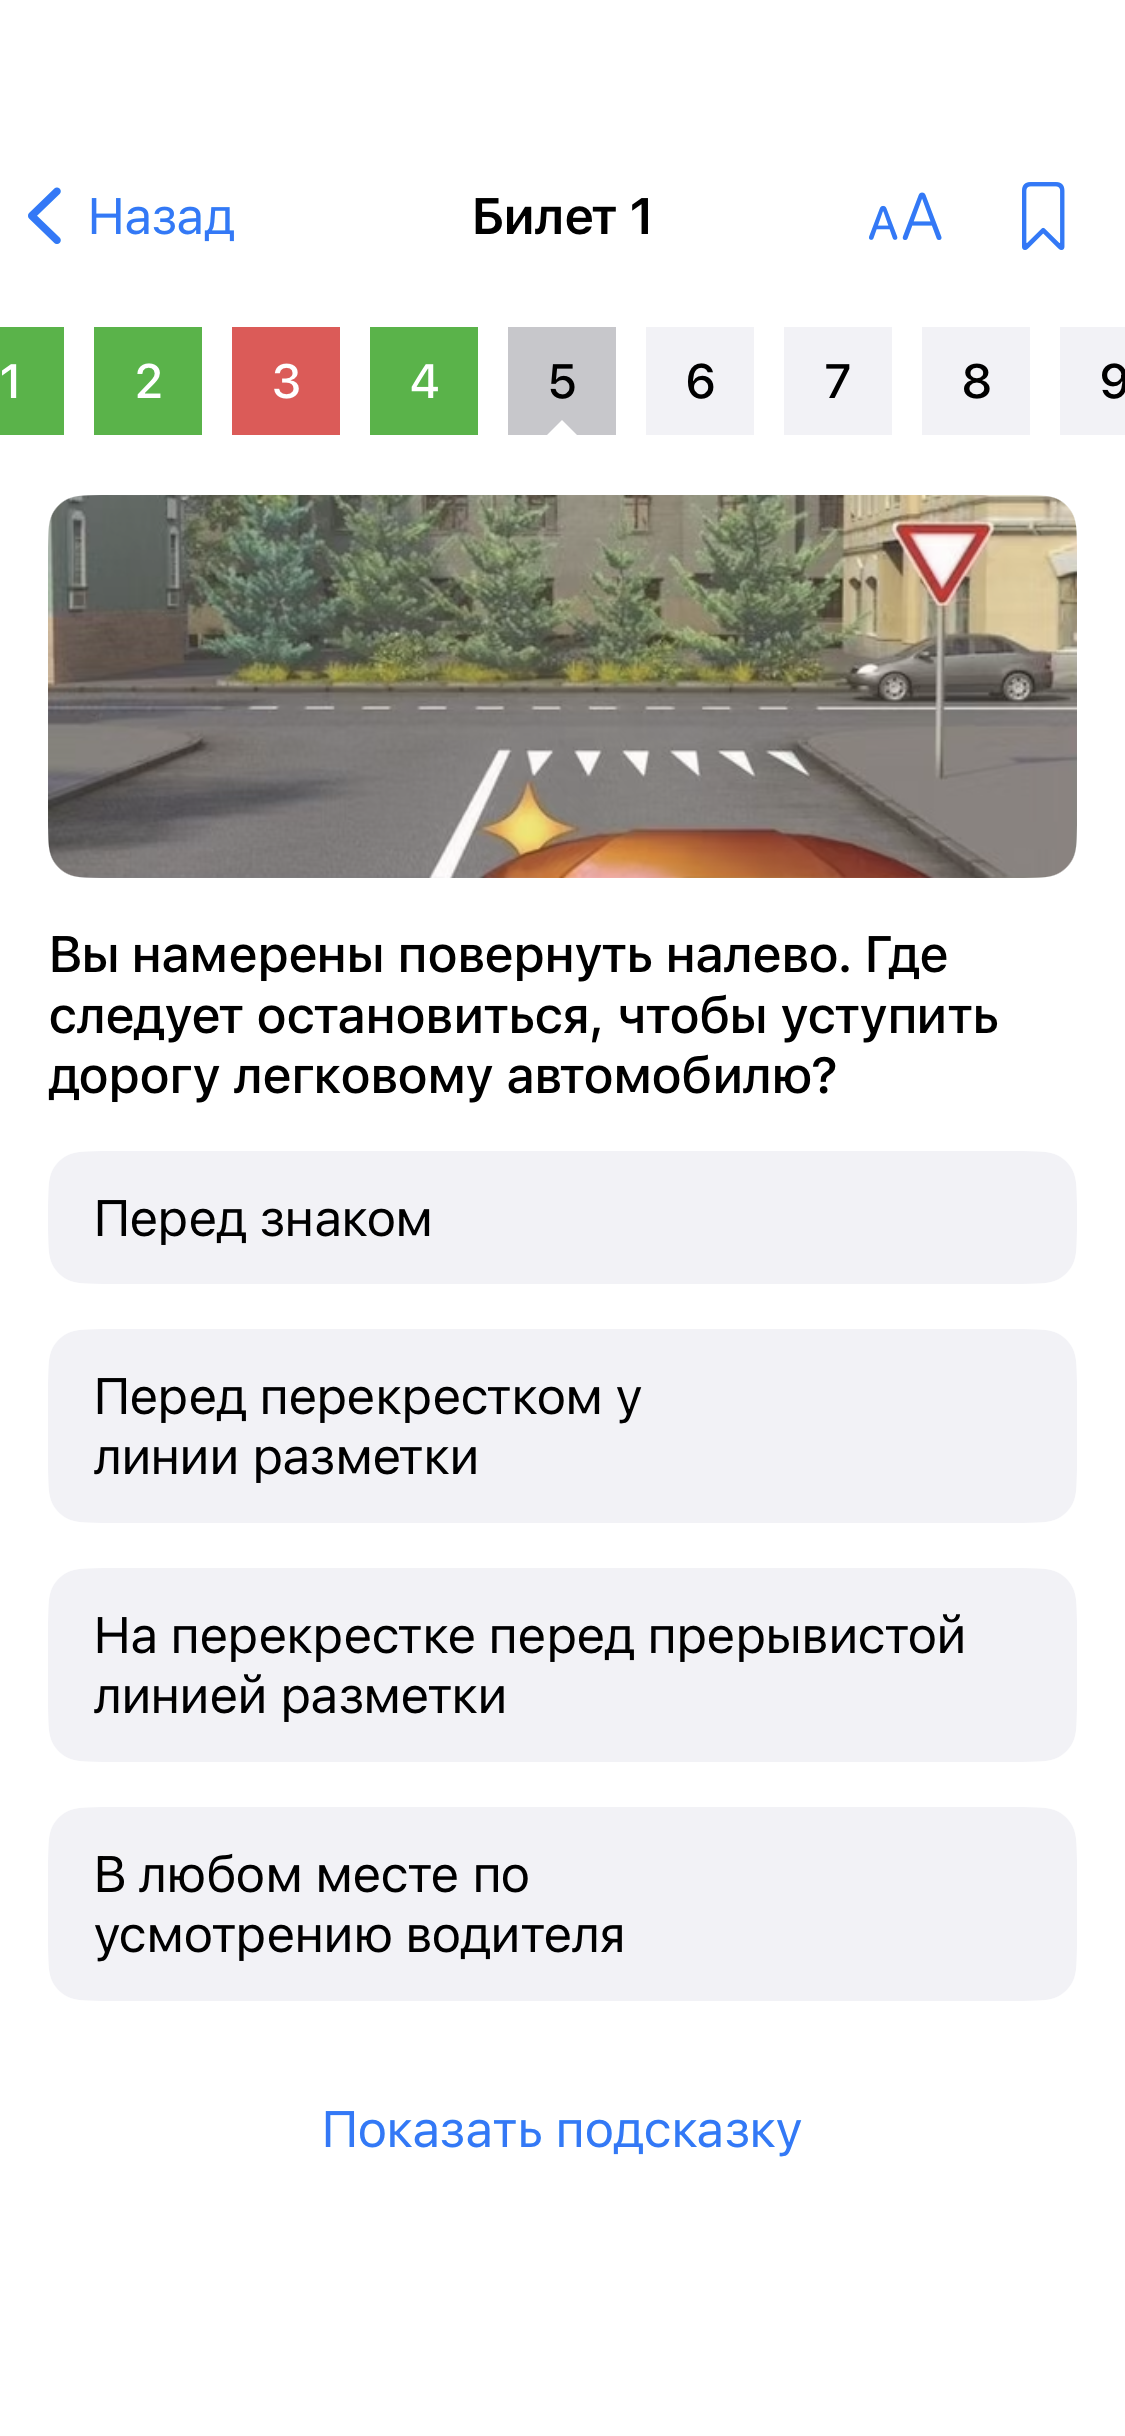 Назад
Билет 1
AA
1 2 3 4 5 6 7 8 9
Вы намерены повернуть налево. Где
следует остановиться, чтобы уступить
дорогу легковому автомобилю?
Перед знаком
Перед перекрестком у
линии разметки
На перекрестке перед прерывистой
линией разметки
В любом месте по
усмотрению водителя
Показать подсказку